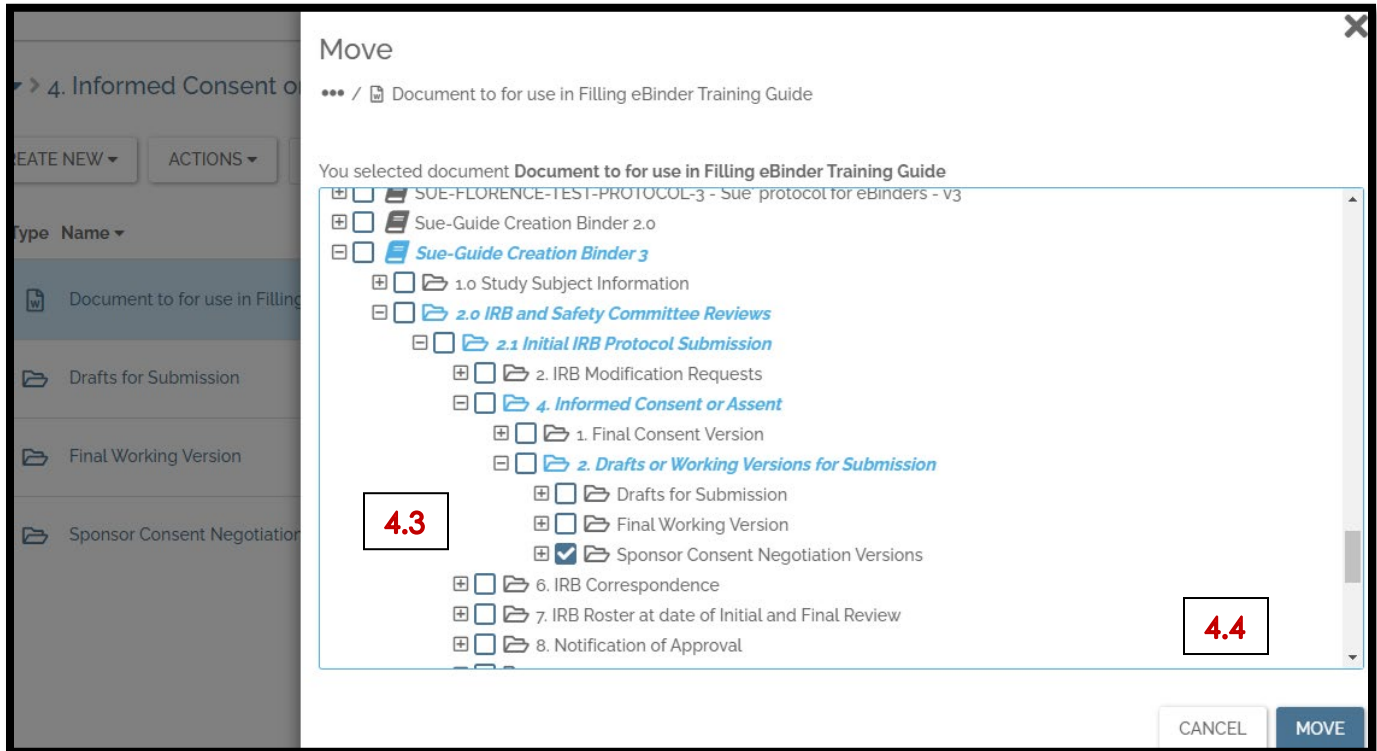 Move
> 4. Informed Consent o
Document to for use in Filling eBinder Training Guide
EATE NEW
ACTIONS
You selected document Document to for use in Filling eBinder Training Guide
SUE-FLORENCE-TEST-PROTOCOL-3 - Sue' protocol for eBinders - v3
Sue-Guide Creation Binder 2.0
Type Name
Sue-Guide Creation Binder 3
1.0 Study Subject Information
Document to for use in Filling
2.0 IRB and Safety Committee Reviews
2.1 Initial IRB Protocol Submission
2. IRB Modification Requests
Drafts for Submission
4. Informed Consent or Assent
1. Final Consent Version
Final Working Version
2. Drafts or Working Versions for Submission
Drafts for Submission
4.3
Final Working Version
Sponsor Consent Negotiation
Sponsor Consent Negotiation Versions
6. IRB Correspondence
7. IRB Roster at date of Initial and Final Review
4.4
8. Notification of Approval
CANCEL
MOVE